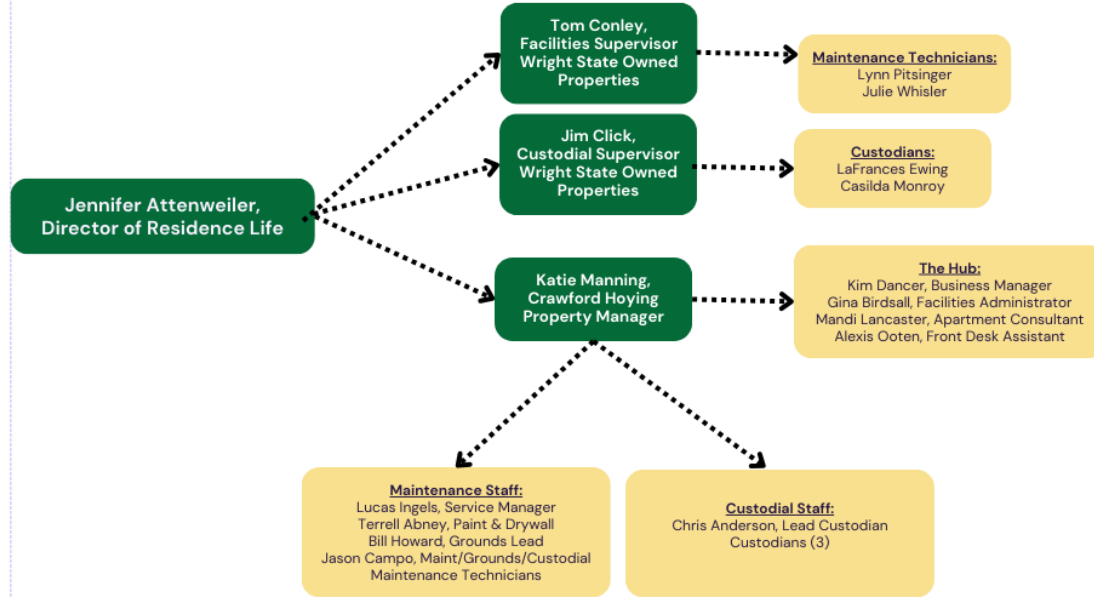 Tom Conley,
Facilities Supervisor
Wright State Owned
Properties
Maintenance Technicians:
Lynn Pitsinger
Julie Whisler
Jim Click,
Custodial Supervisor
Wright State Owned
Properties
Custodians:
LaFrances Ewing
Casilda Monroy
Jennifer Attenweiler,
Director of Residence Life
Katie Manning,
Crawford Hoying
Property Manager
The Hub:
Kim Dancer, Business Manager
Gina Birdsall, Facilities Administrator
Mandi Lancaster, Apartment Consultant
Alexis Ooten, Front Desk Assistant
Maintenance Staff:
Lucas Ingels, Service Manager
Terrell Abney, Paint & Drywall
Bill Howard, Grounds Lead
Jason Campo, Maint/Grounds/Custodial
Maintenance Technicians
Custodial Staff:
Chris Anderson, Lead Custodian
Custodians (3)